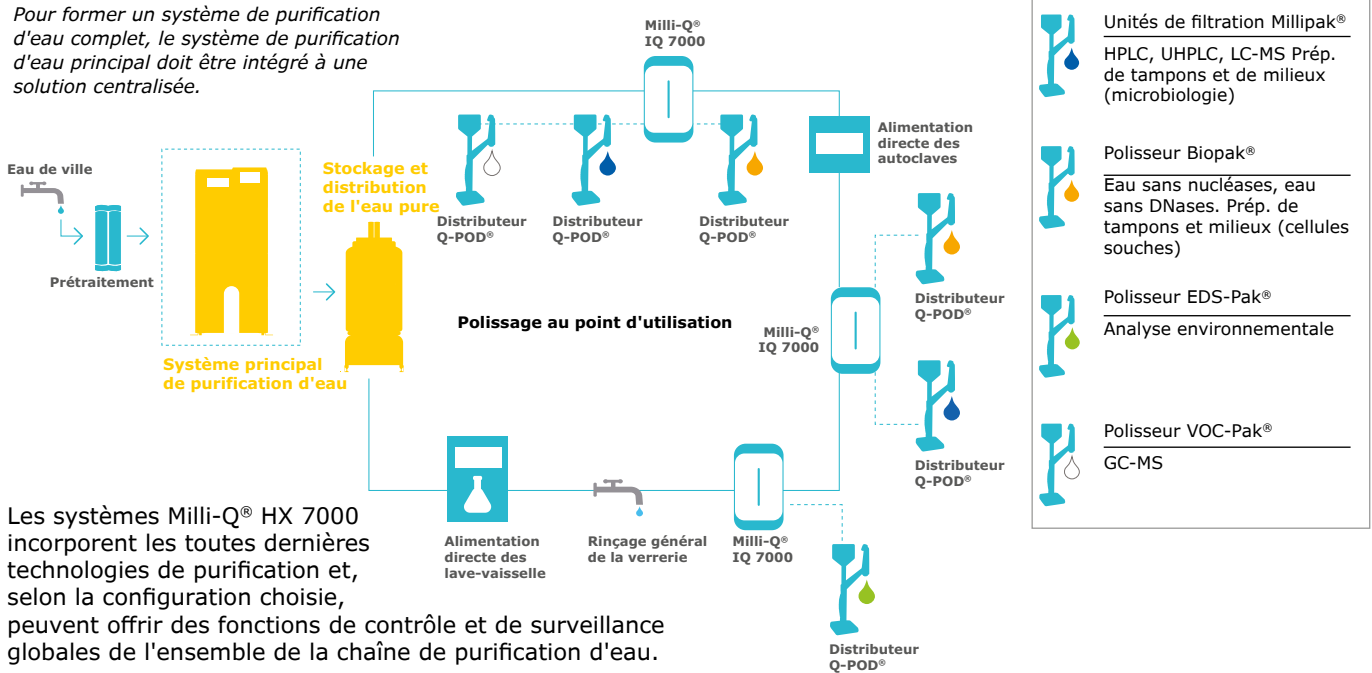 Pour former un système de purification
d'eau complet, le système de purification
d'eau principal doit être intégré à une
solution centralisée.
Eau de ville
Prétraitement
Système principal
de purification d'eau
Stockage et
distribution
de l'eau pure
Milli-Q®
IQ 7000
Distributeur
Q-POD®
Distributeur
Q-POD®
Distributeur
Q-POD®
Alimentation
directe des
autoclaves
Distributeur
Q-POD®
Polissage au point d'utilisation
Milli-Q®
IQ 7000
Distributeur
Q-POD®
Alimentation
directe des
lave-vaisselle
Rinçage général
de la verrerie
Milli-Q®
IQ 7000
Distributeur
Q-POD®
Les systèmes Milli-Q® HX 7000
incorporent les toutes dernières
technologies de purification et,
selon la configuration choisie,
peuvent offrir des fonctions de contrôle et de surveillance
globales de l'ensemble de la chaîne de purification d'eau.
Unités de filtration Millipak®
HPLC, UHPLC, LC-MS Prép.
de tampons et de milieux
(microbiologie)
Polisseur Biopak®
Eau sans nucléases, eau
sans DNases. Prép. de
tampons et milieux (cellules
souches)
Polisseur EDS-Pak®
Analyse environnementale
Polisseur VOC-Pak®
GC-MS